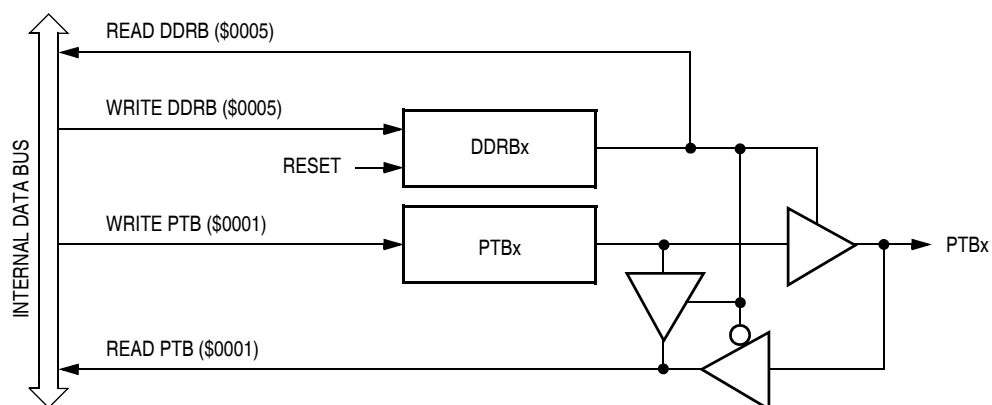 READ DDRB ($0005)
WRITE DDRB ($0005)
DDRBx
RESET
WRITE PTB ($0001)
PTBx
PTBx
READ PTB ($0001)
INTERNAL DATA BUS